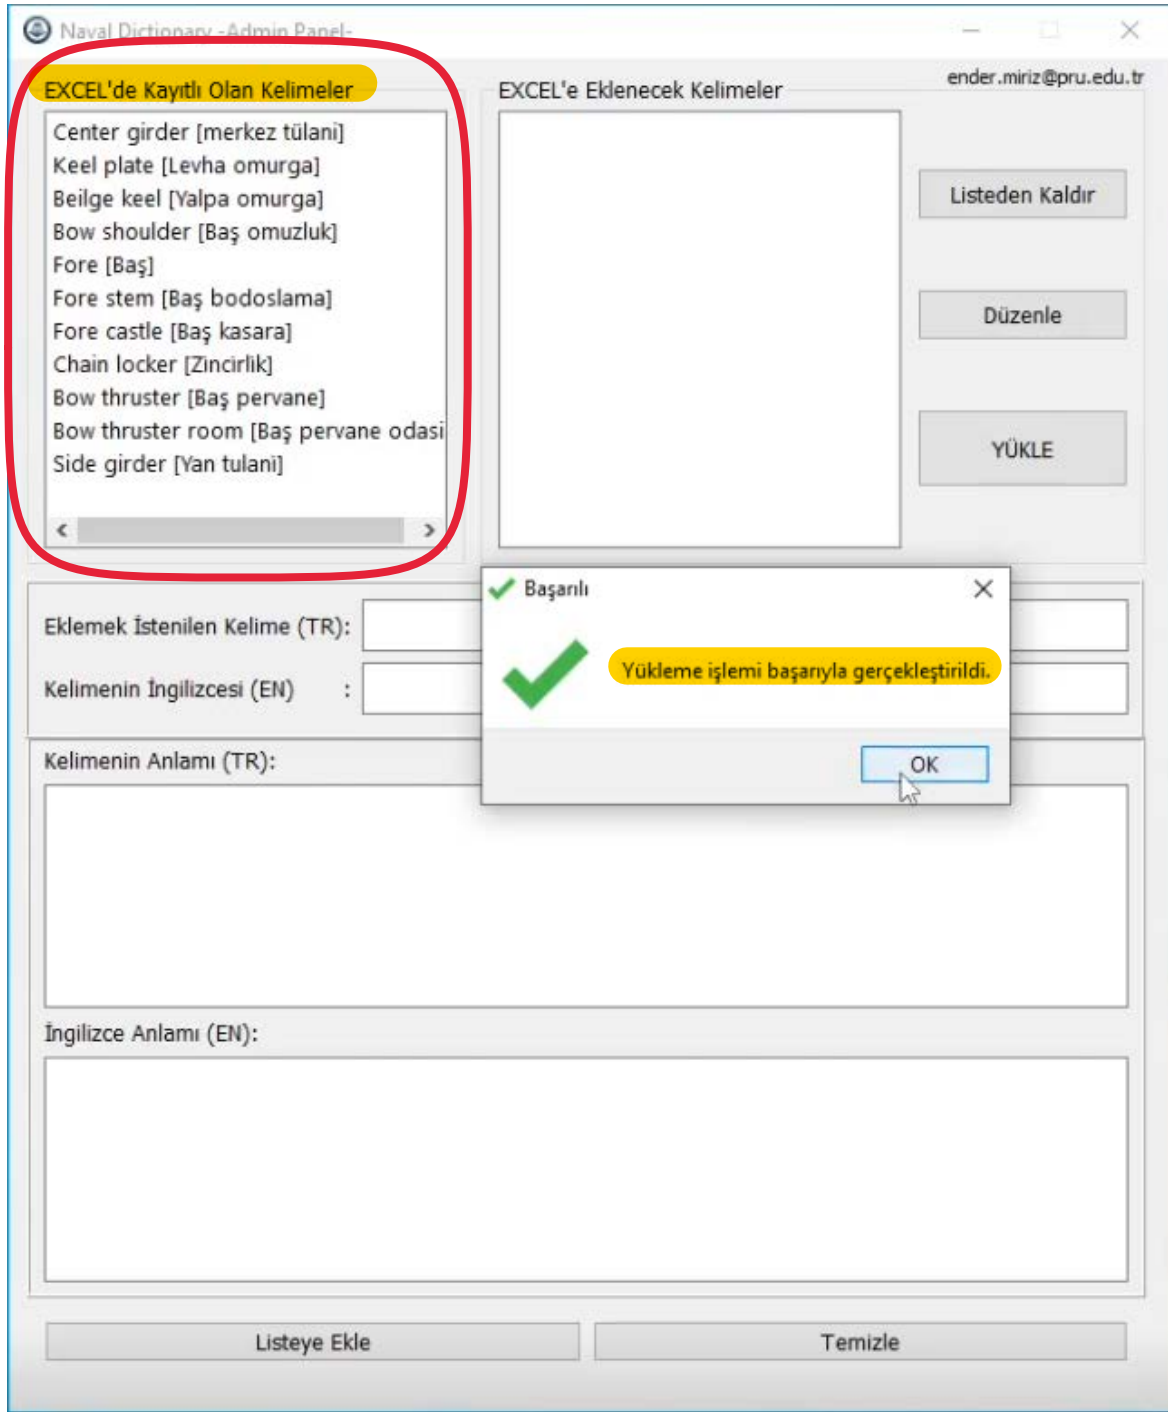 Naval Dictionary -Admin Panel-
ender.miriz@pru.edu.tr
EXCEL'de Kayıtlı Olan Kelimeler
Center girder [merkez tülani]
Keel plate [Levha omurga]
Beilge keel [Yalpa omurga]
Bow shoulder [Baş omuzluk]
Fore [Baş]
Fore stem [Baş bodoslama]
Fore castle [Baş kasara]
Chain locker [Zincirlik]
Bow thruster [Baş pervane]
Bow thruster room [Baş pervane odasi
Side girder [Yan tulani]
EXCEL'e Eklenecek Kelimeler
Listeden Kaldır
Düzenle
YÜKLE
Eklemek İstenilen Kelime (TR):
Kelimenin İngilizcesi (EN) :
Başarılı
Yükleme işlemi başarıyla gerçekleştirildi.
OK
Kelimenin Anlamı (TR):
İngilizce Anlamı (EN):
Listeye Ekle
Temizle